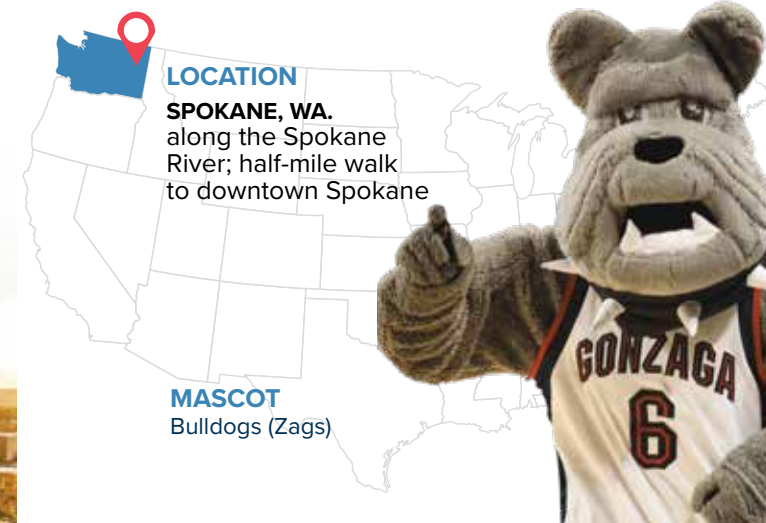 LOCATION
SPOKANE, WA.
along the Spokane
River; half-mile walk
to downtown Spokane
MASCOT
Bulldogs (Zags)
GONZAGA
6